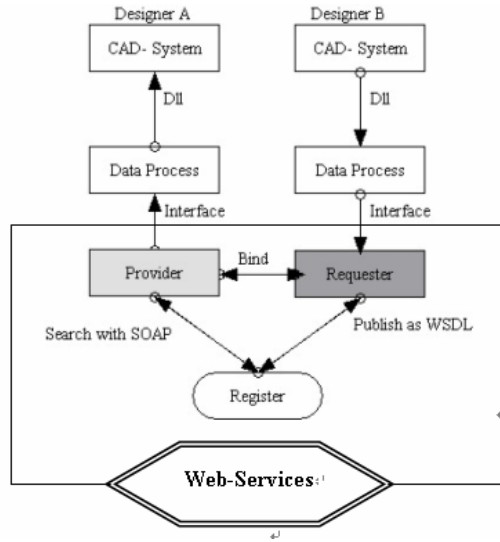 Designer A
Designer B
CAD- System
CAD- System
Dll
Dll
Data Process
Data Process
Interface
Interface
Provider
Bind
Requester
Search with SOAP
Publish as WSDL
Register
Web-Services